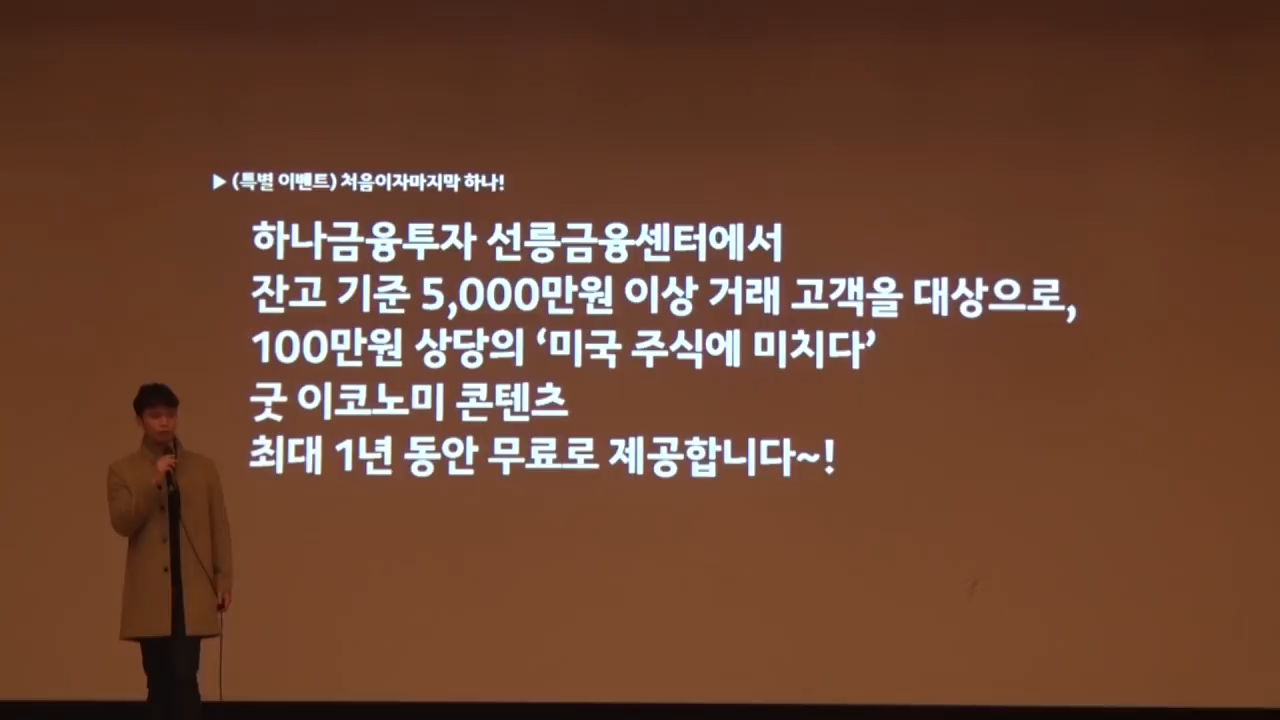 ▶ (특별 이벤트) 처음이자마지막 하나!
하나금융투자 선릉금융센터에서
잔고 기준 5,000만원 이상 거래 고객을 대상으로,
100만원 상당의 ‘미국 주식에 미치다’
굿 이코노미 콘텐츠
최대 1년 동안 무료로 제공합니다~!